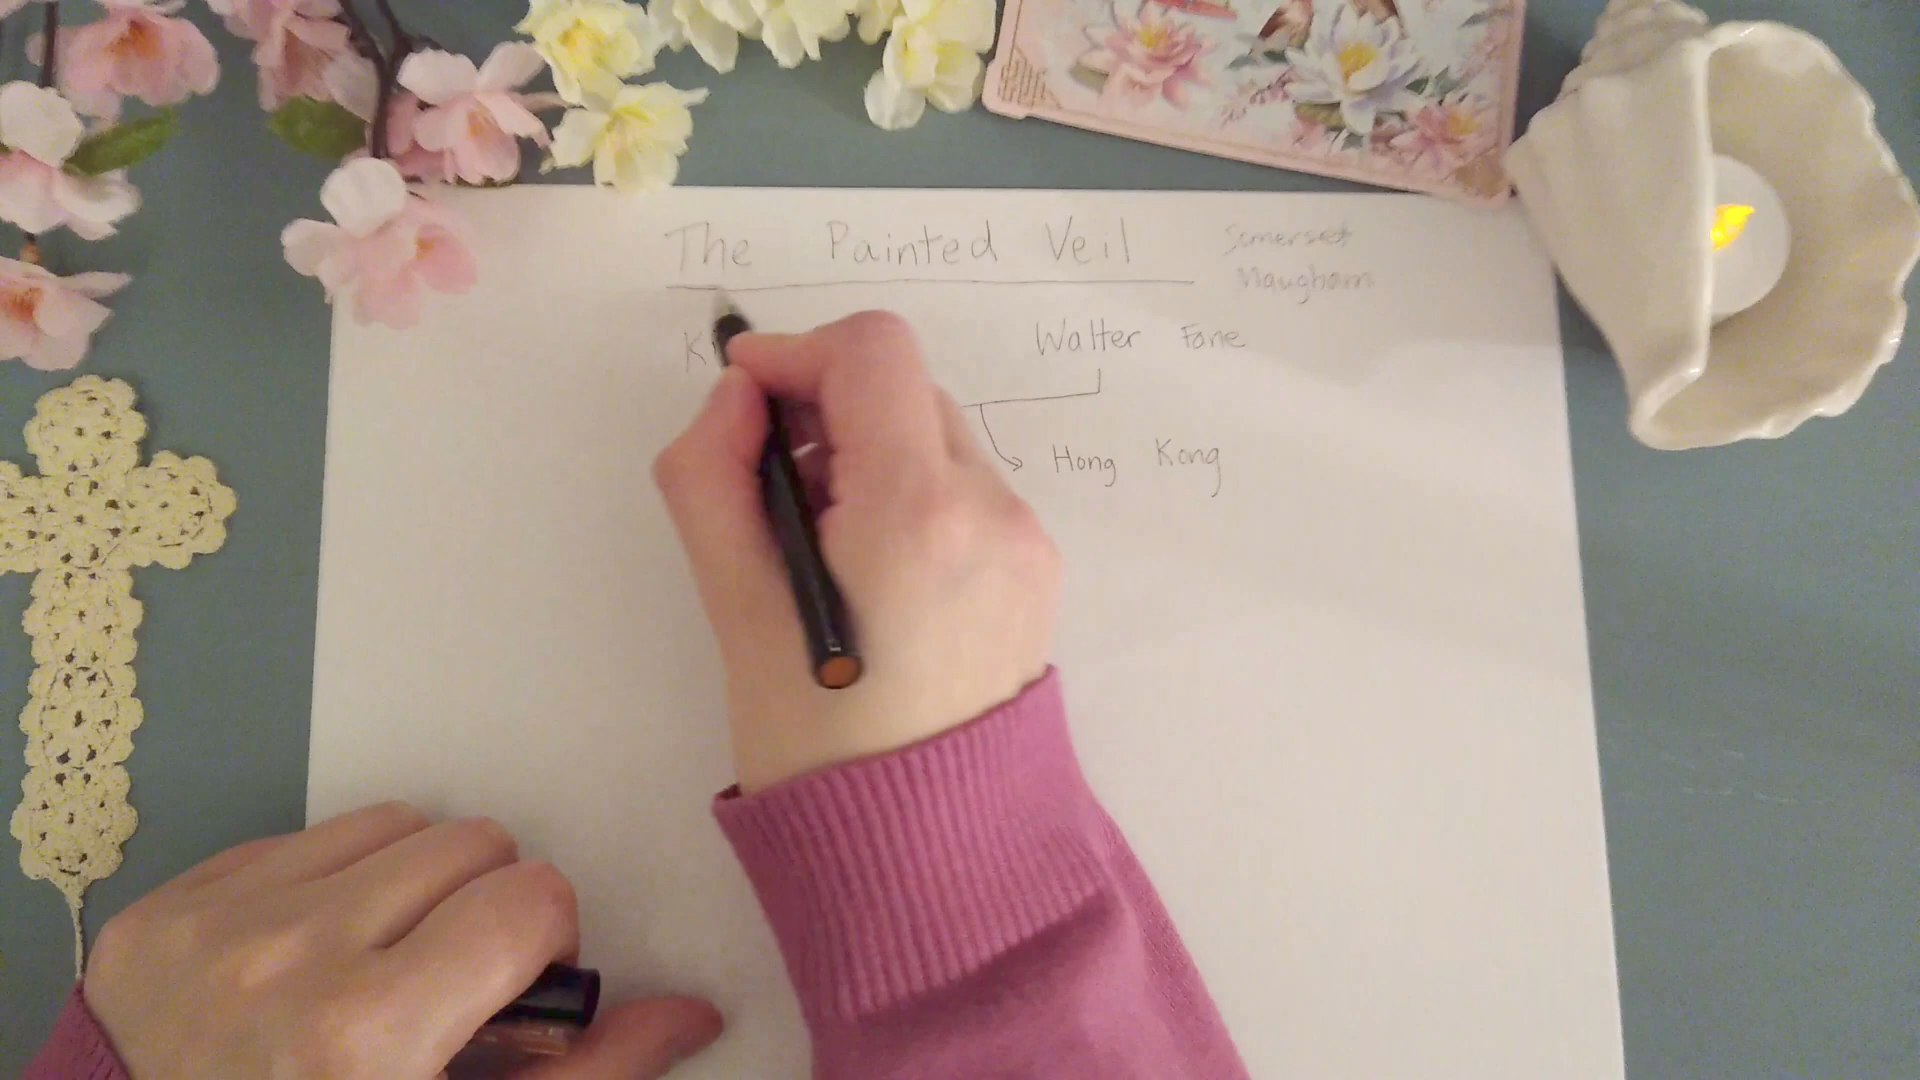 The Painted Veil
Somerset
Maugham
Walter Fane
Hong Kong